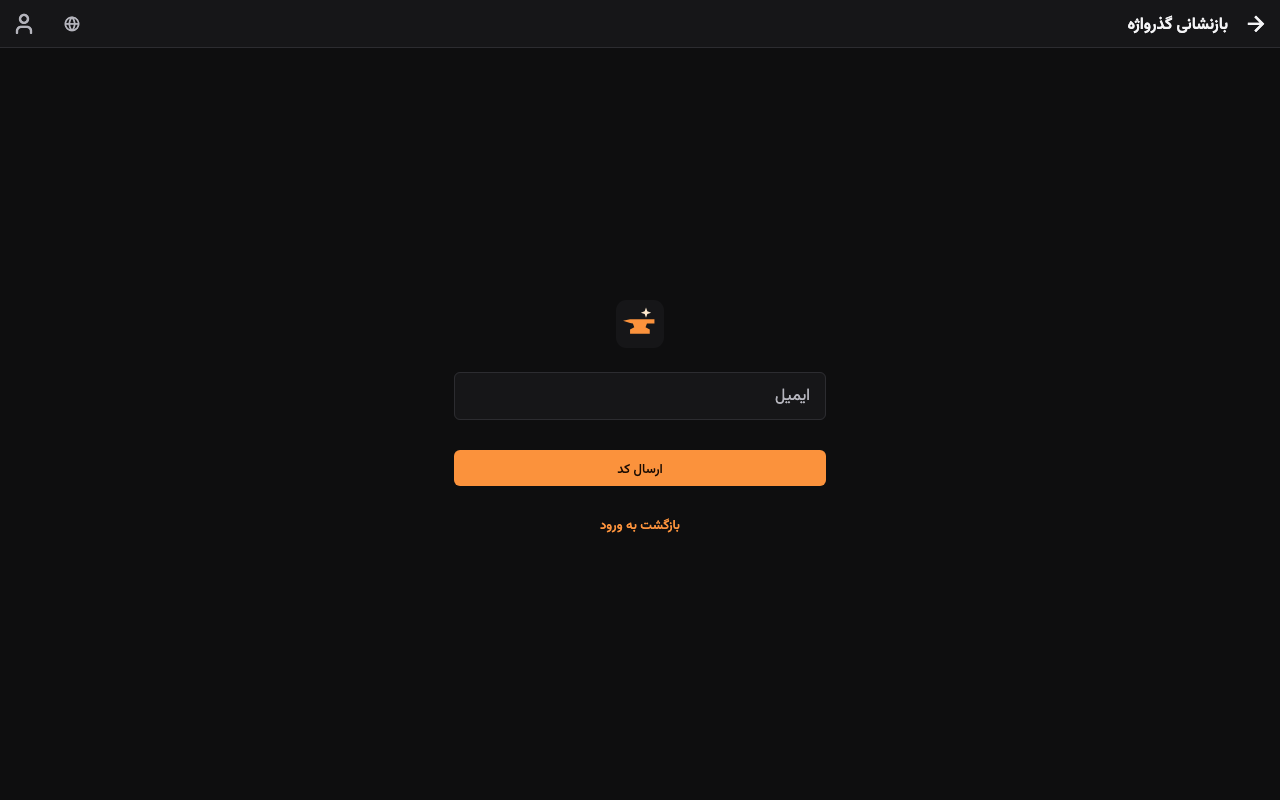 بازنشانی گذرواژه
ایمیل
ارسال کد
بازگشت به ورود